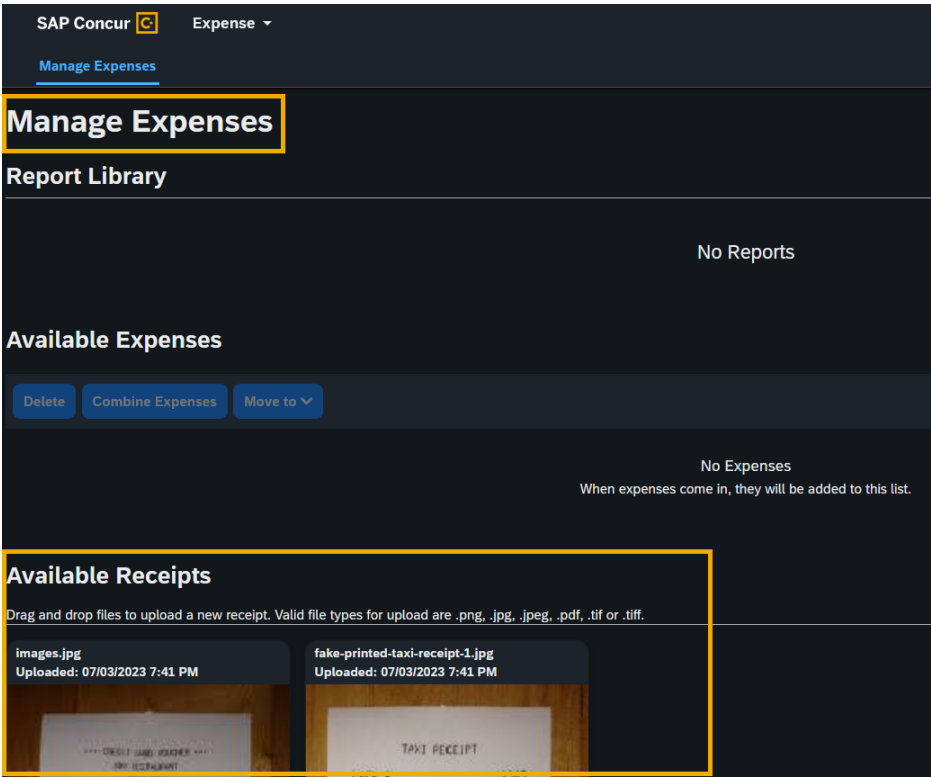 SAP Concur C Expense
Manage Expenses
Manage Expenses
Report Library
No Reports
Available Expenses
Delete Combine Expenses Move to
No Expenses
When expenses come in, they will be added to this list.
Available Receipts
Drag and drop files to upload a new receipt. Valid file types for upload are .png, .jpg, .jpeg, .pdf, .tif or .tiff.
images.jpg fake-printed-taxi-receipt-1.jpg
Uploaded: 07/03/2023 7:41 PM Uploaded: 07/03/2023 7:41 PM
TAXI RECEIPT